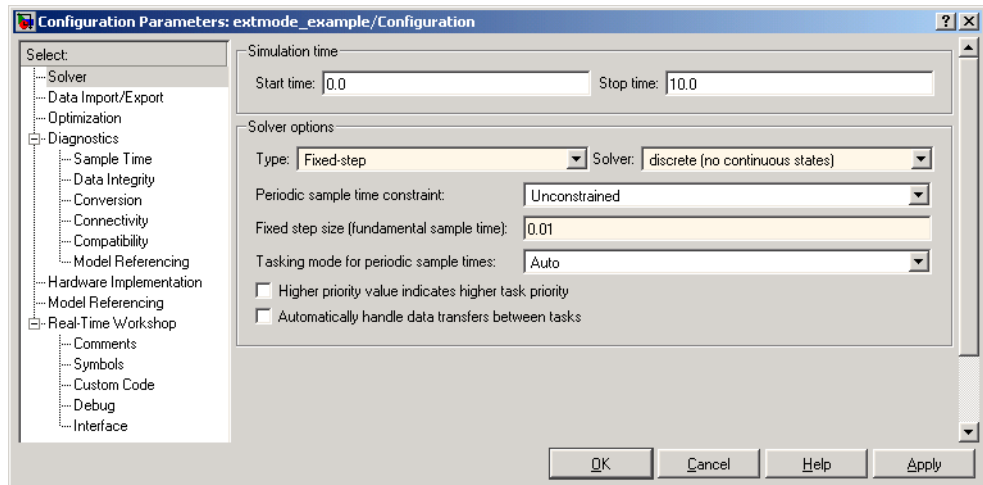 Configuration Parameters: extmode_example/Configuration
Select:
Solver
Data Import/Export
Optimization
Diagnostics
Sample Time
Data Integrity
Conversion
Connectivity
Compatibility
Model Referencing
Hardware Implementation
Model Referencing
Real-Time Workshop
Comments
Symbols
Custom Code
Debug
Interface
Simulation time
Start time: 0.0 Stop time: 10.0
Solver options
Type: Fixed-step Solver: discrete (no continuous states)
Periodic sample time constraint: Unconstrained
Fixed step size (fundamental sample time): 0.01
Tasking mode for periodic sample times: Auto
Higher priority value indicates higher task priority
Automatically handle data transfers between tasks
OK Cancel Help Apply